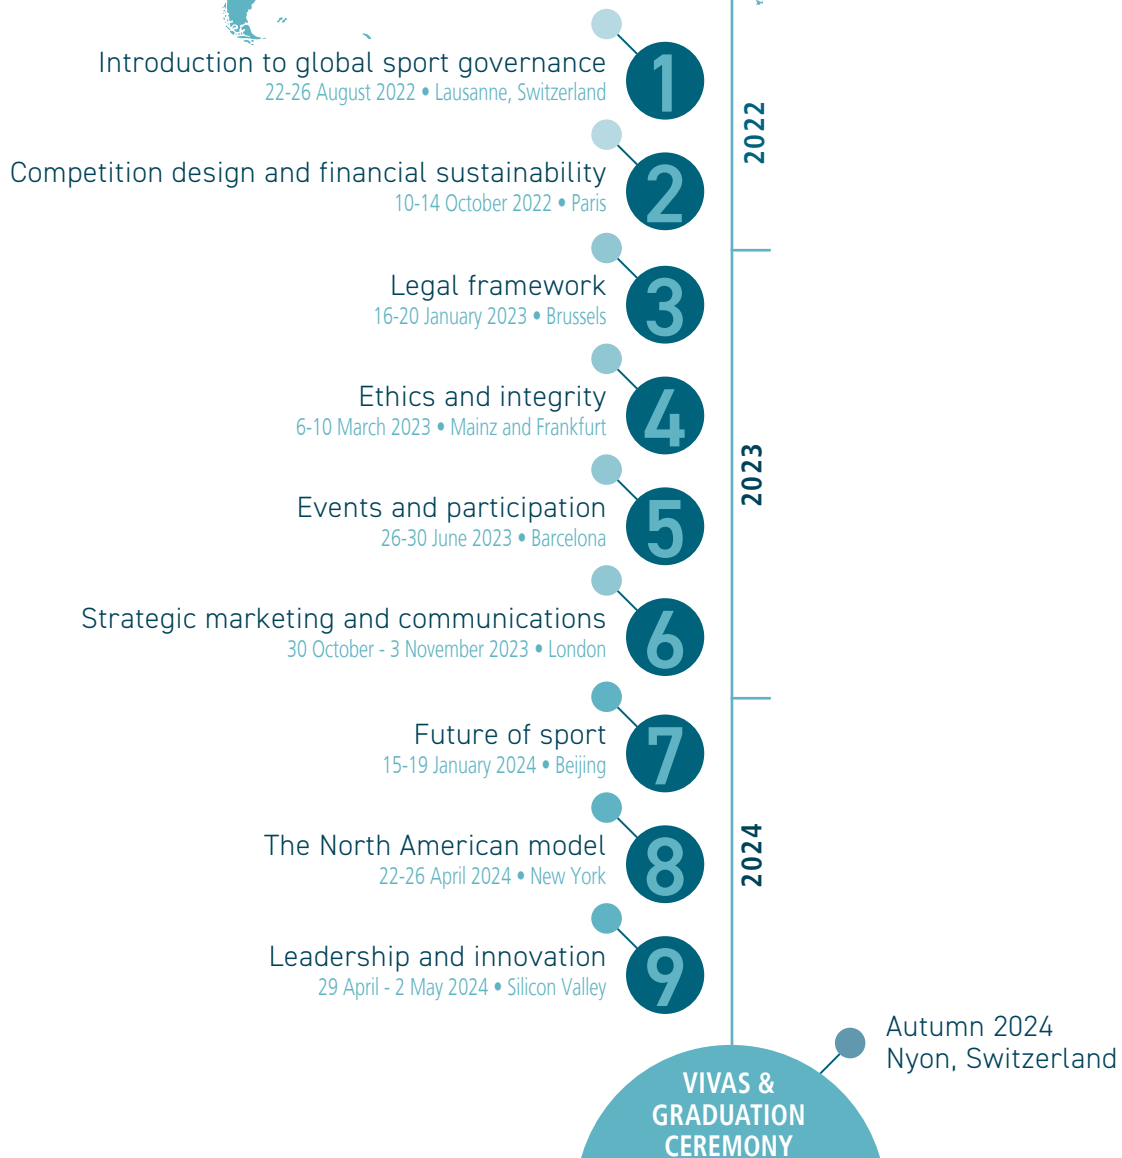 Introduction to global sport governance
22-26 August 2022 • Lausanne, Switzerland
1
Competition design and financial sustainability
10-14 October 2022 • Paris
2
2022
Legal framework
16-20 January 2023 • Brussels
3
Ethics and integrity
6-10 March 2023 • Mainz and Frankfurt
4
2023
Events and participation
26-30 June 2023 • Barcelona
5
Strategic marketing and communications
30 October - 3 November 2023 • London
6
Future of sport
15-19 January 2024 • Beijing
7
The North American model
22-26 April 2024 • New York
8
2024
Leadership and innovation
29 April - 2 May 2024 • Silicon Valley
9
Autumn 2024
Nyon, Switzerland
VIVAS &
GRADUATION
CEREMONY